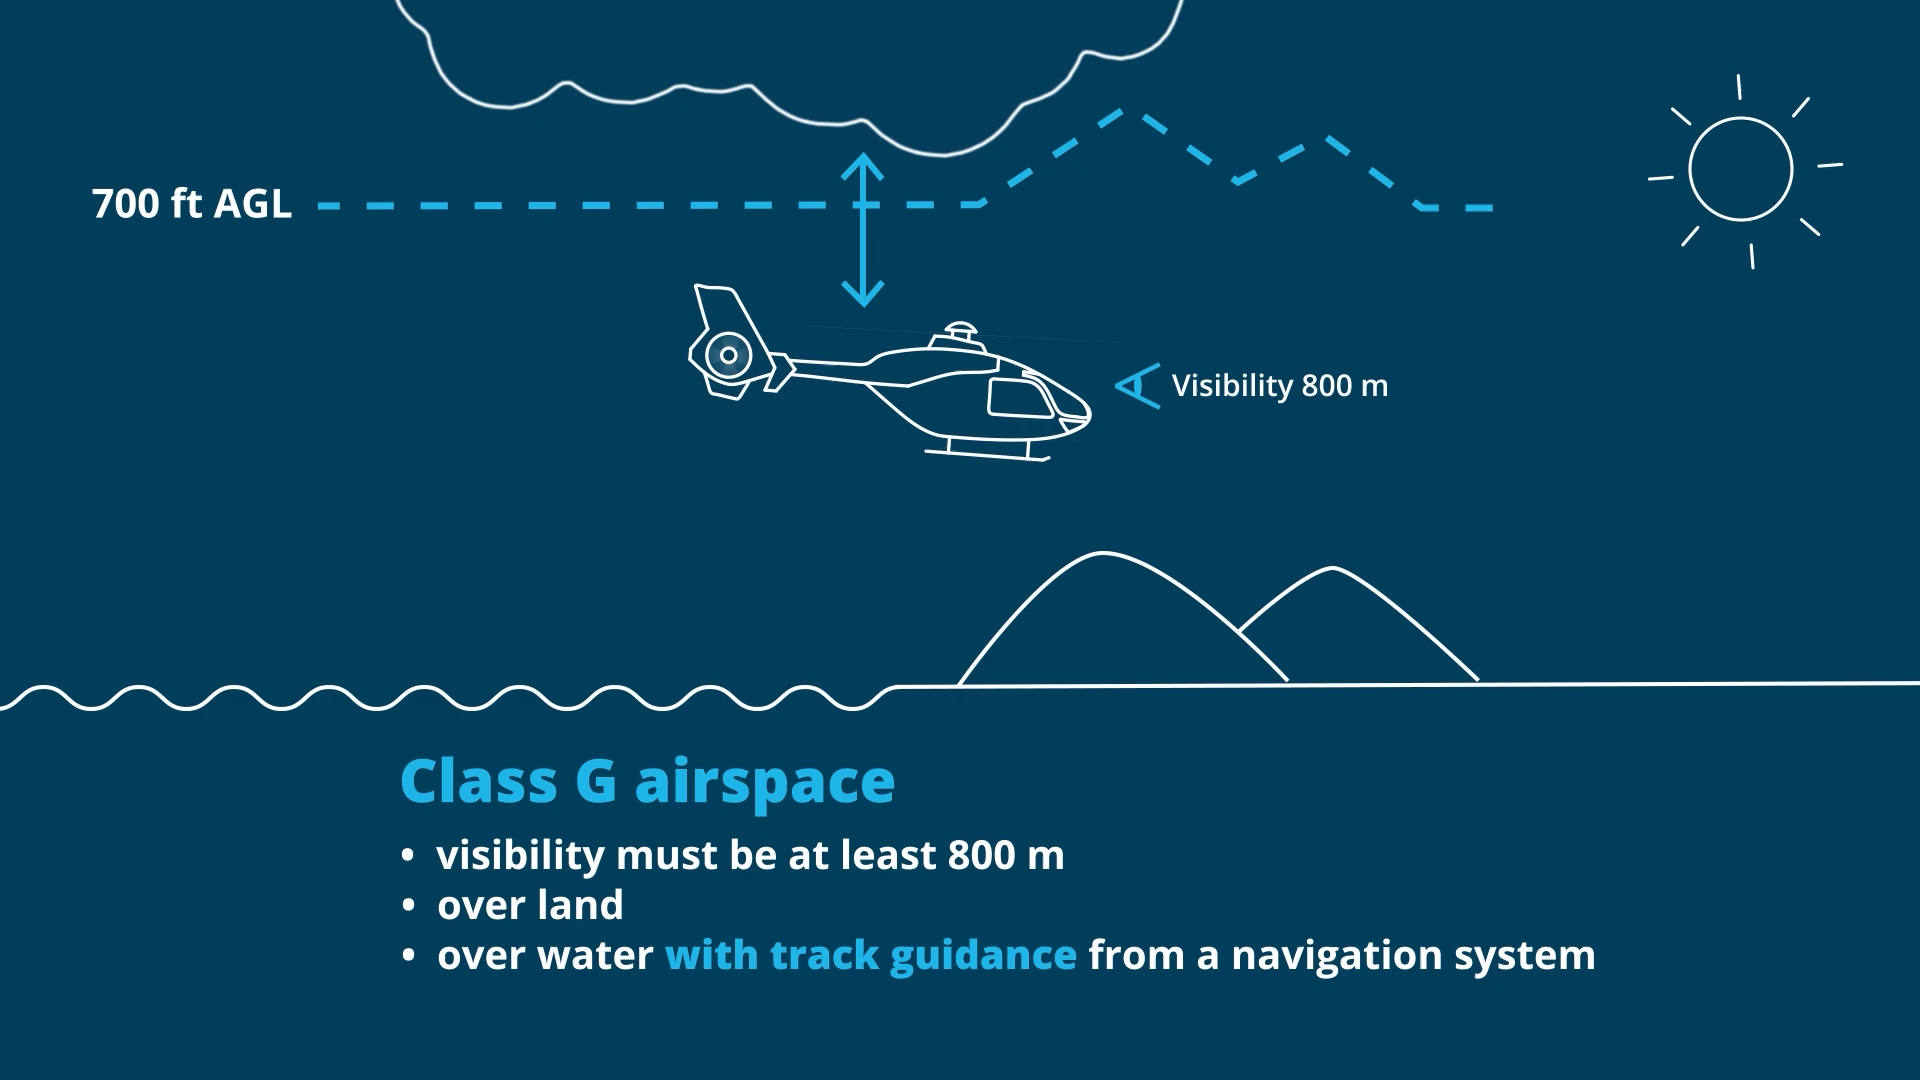 700 ft AGL
Visibility 800 m
Class G airspace
• visibility must be at least 800 m
• over land
• over water with track guidance from a navigation system